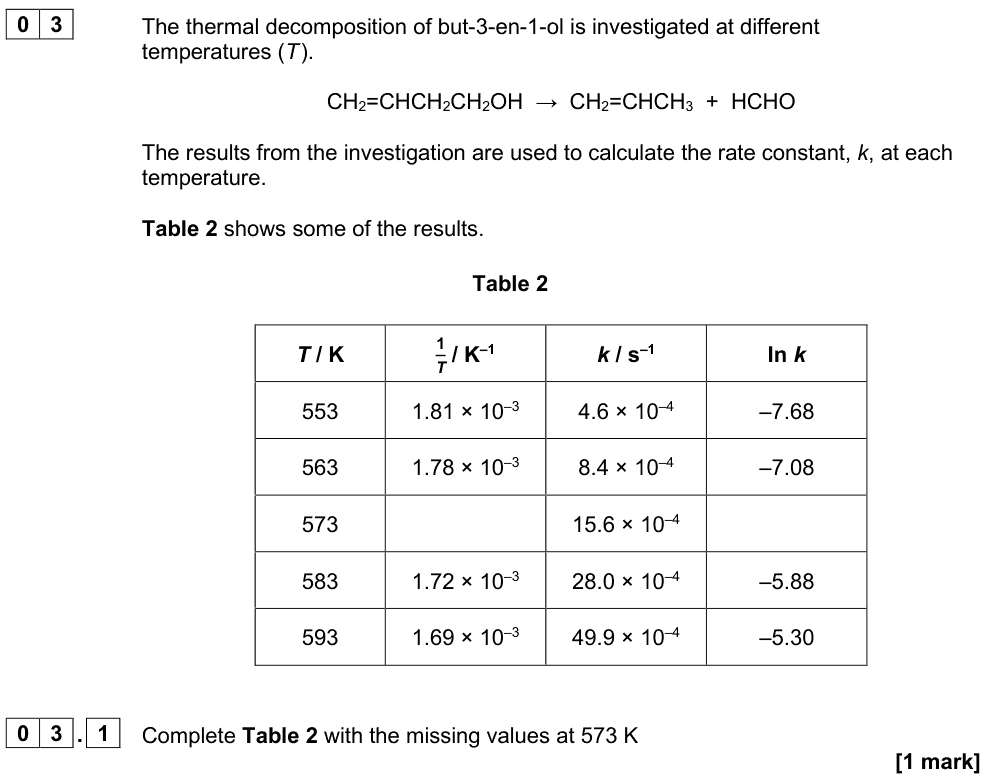 0 3 The thermal decomposition of but-3-en-1-ol is investigated at different
temperatures (T).
CH₂=CHCH₂CH₂OH → CH₂=CHCH₃ + HCHO
The results from the investigation are used to calculate the rate constant, k, at each
temperature.
Table 2 shows some of the results.
Table 2
T / K 1/T / K⁻¹ k / s⁻¹ ln k
553 1.81 × 10⁻³ 4.6 × 10⁻⁴ –7.68
563 1.78 × 10⁻³ 8.4 × 10⁻⁴ –7.08
573 15.6 × 10⁻⁴
583 1.72 × 10⁻³ 28.0 × 10⁻⁴ –5.88
593 1.69 × 10⁻³ 49.9 × 10⁻⁴ –5.30
0 3 . 1 Complete Table 2 with the missing values at 573 K
[1 mark]